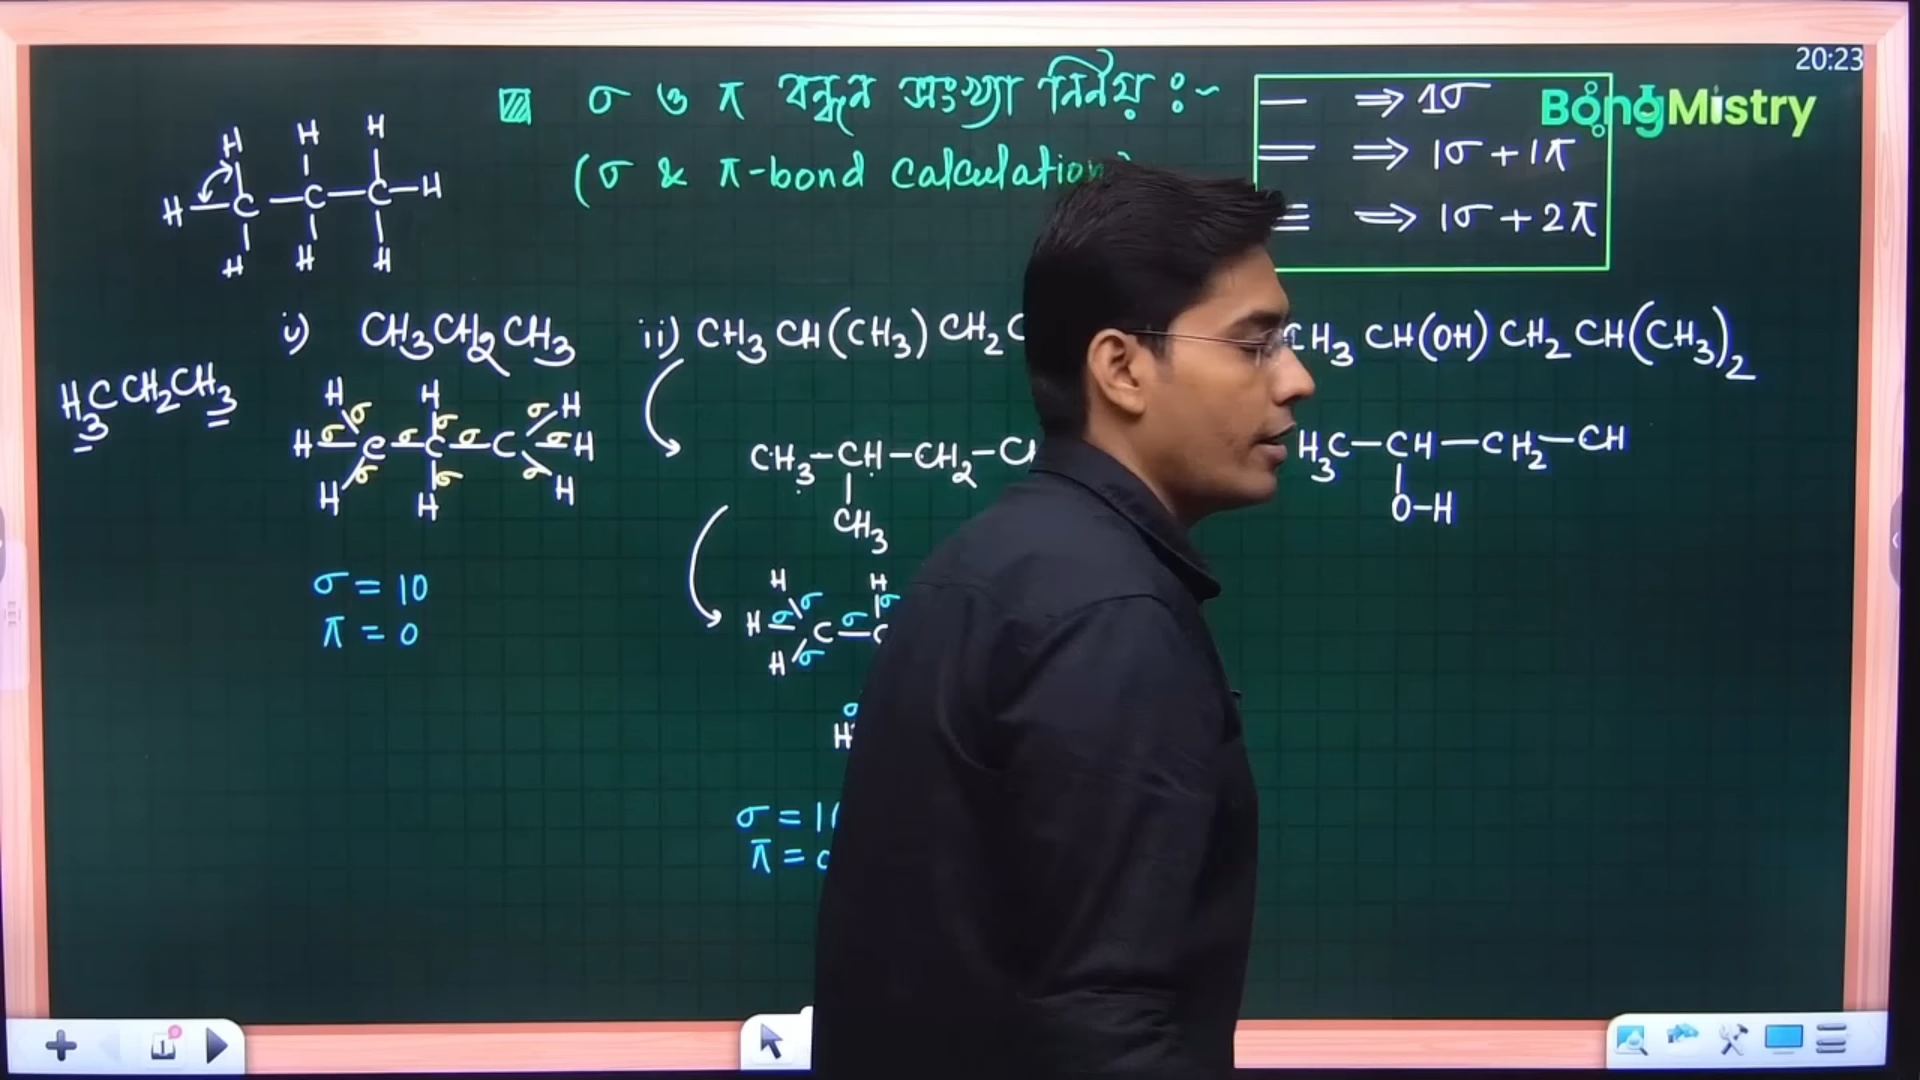 20:23
σ ও π বন্ধন সংখ্যা নির্নয় :~
(σ & π-bond calculation)
— ⇒ 1σ
═ ⇒ 1σ + 1π
≡ ⇒ 1σ + 2π
BongMistry
H H H
H — C — C — C — H
H H H
i) CH3CH2CH3
ii) CH3 CH(CH3) CH2
CH3 CH(OH) CH2 CH(CH3)2
H3C CH2CH3
H H σ H
H σ C σ C σ C σ H
H H H
σ = 10
π = 0
CH3—CH—CH2—
CH3
H H
H σ C σ C
H σ
σ
H
σ =
π =
H3C—CH—CH2—CH
O—H